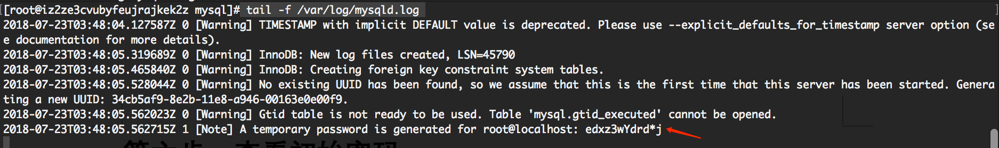 [root@iz2ze3cvubyfeujrajkek2z mysql]# tail -f /var/log/mysqld.log
2018-07-23T03:48:04.127587Z 0 [Warning] TIMESTAMP with implicit DEFAULT value is deprecated. Please use --explicit_defaults_for_timestamp server option (se
e documentation for more details).
2018-07-23T03:48:05.319689Z 0 [Warning] InnoDB: New log files created, LSN=45790
2018-07-23T03:48:05.465840Z 0 [Warning] InnoDB: Creating foreign key constraint system tables.
2018-07-23T03:48:05.528044Z 0 [Warning] No existing UUID has been found, so we assume that this is the first time that this server has been started. Genera
ting a new UUID: 34cb5af9-8e2b-11e8-a946-00163e0e00f9.
2018-07-23T03:48:05.562023Z 0 [Warning] Gtid table is not ready to be used. Table 'mysql.gtid_executed' cannot be opened.
2018-07-23T03:48:05.562715Z 1 [Note] A temporary password is generated for root@localhost: edxz3wYdrd*j